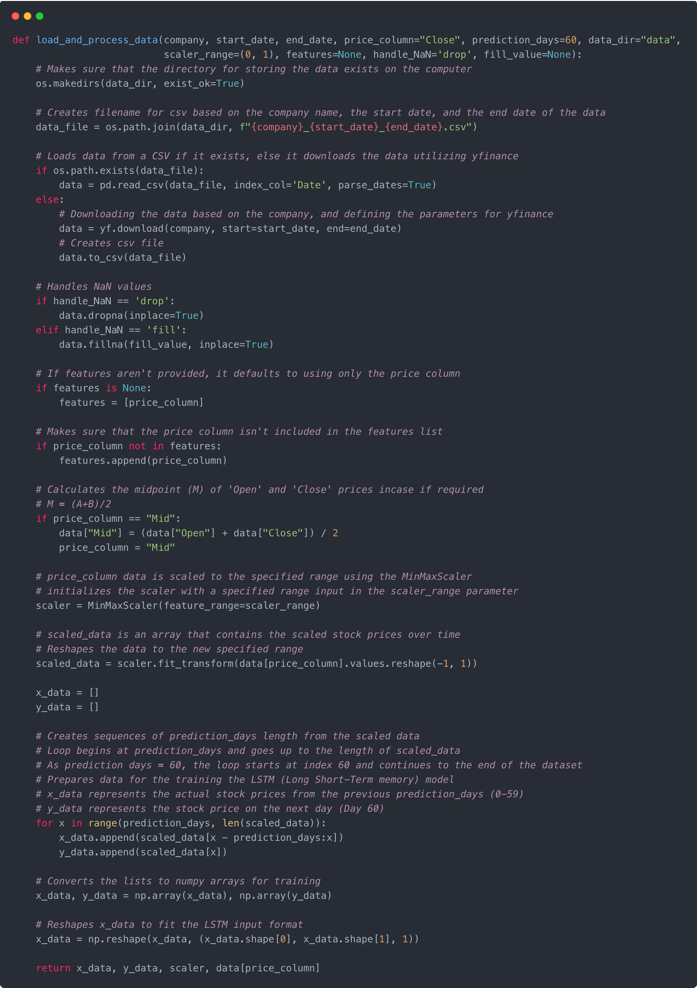 def load_and_process_data(company, start_date, end_date, price_column="Close", prediction_days=60, data_dir="data",
                          scaler_range=(0, 1), features=None, handle_NaN='drop', fill_value=None):
    # Makes sure that the directory for storing the data exists on the computer
    os.makedirs(data_dir, exist_ok=True)

    # Creates filename for csv based on the company name, the start date, and the end date of the data
    data_file = os.path.join(data_dir, f"{company}_{start_date}_{end_date}.csv")

    # Loads data from a CSV if it exists, else it downloads the data utilizing yfinance
    if os.path.exists(data_file):
        data = pd.read_csv(data_file, index_col='Date', parse_dates=True)
    else:
        # Downloading the data based on the company, and defining the parameters for yfinance
        data = yf.download(company, start=start_date, end=end_date)
        # Creates csv file
        data.to_csv(data_file)

    # Handles NaN values
    if handle_NaN == 'drop':
        data.dropna(inplace=True)
    elif handle_NaN == 'fill':
        data.fillna(fill_value, inplace=True)

    # If features aren't provided, it defaults to using only the price column
    if features is None:
        features = [price_column]

    # Makes sure that the price column isn't included in the features list
    if price_column not in features:
        features.append(price_column)

    # Calculates the midpoint (M) of 'Open' and 'Close' prices incase if required
    # M = (A+B)/2
    if price_column == "Mid":
        data["Mid"] = (data["Open"] + data["Close"]) / 2
        price_column = "Mid"

    # price_column data is scaled to the specified range using the MinMaxScaler
    # initializes the scaler with a specified range input in the scaler_range parameter
    scaler = MinMaxScaler(feature_range=scaler_range)

    # scaled_data is an array that contains the scaled stock prices over time
    # Reshapes the data to the new specified range
    scaled_data = scaler.fit_transform(data[price_column].values.reshape(-1, 1))

    x_data = []
    y_data = []

    # Creates sequences of prediction_days length from the scaled data
    # Loop begins at prediction_days and goes up to the length of scaled_data
    # As prediction days = 60, the loop starts at index 60 and continues to the end of the dataset
    # Prepares data for the training the LSTM (Long Short-Term memory) model
    # x_data represents the actual stock prices from the previous prediction_days (0-59)
    # y_data represents the stock price on the next day (Day 60)
    for x in range(prediction_days, len(scaled_data)):
        x_data.append(scaled_data[x - prediction_days:x])
        y_data.append(scaled_data[x])

    # Converts the lists to numpy arrays for training
    x_data, y_data = np.array(x_data), np.array(y_data)

    # Reshapes x_data to fit the LSTM input format
    x_data = np.reshape(x_data, (x_data.shape[0], x_data.shape[1], 1))

    return x_data, y_data, scaler, data[price_column]